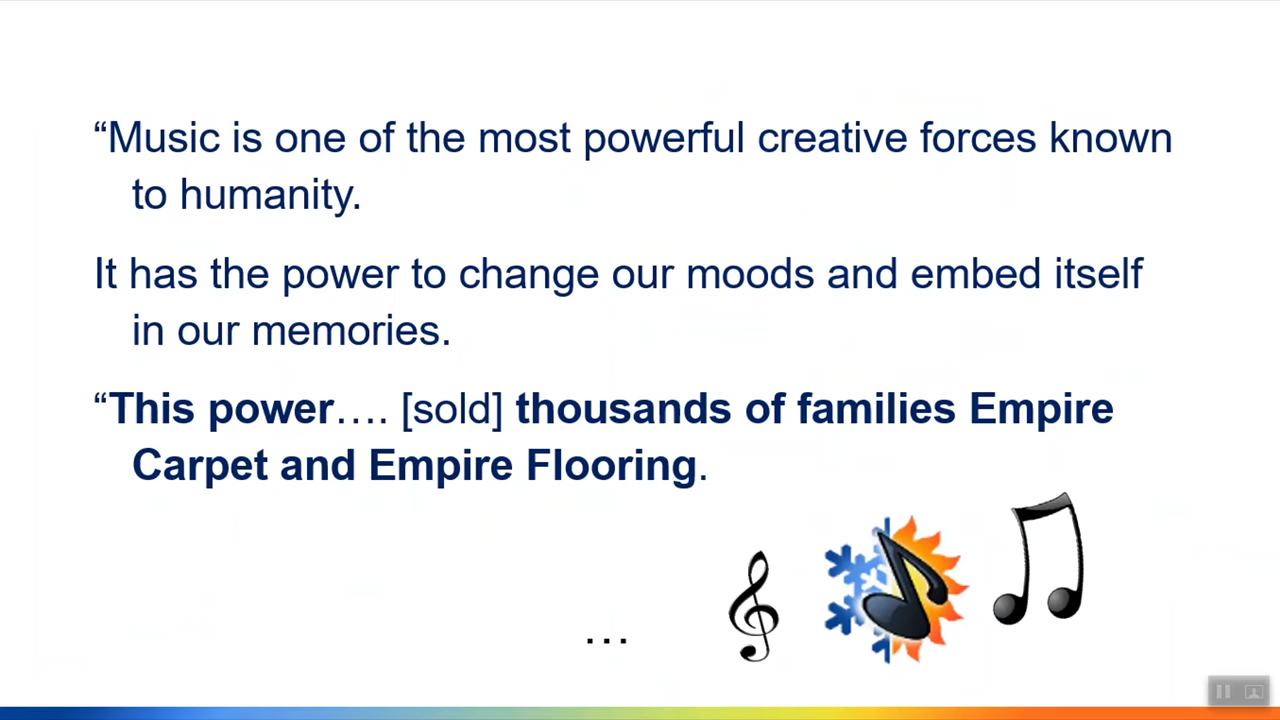 “Music is one of the most powerful creative forces known
to humanity.
It has the power to change our moods and embed itself
in our memories.
“This power…. [sold] thousands of families Empire
Carpet and Empire Flooring.
…